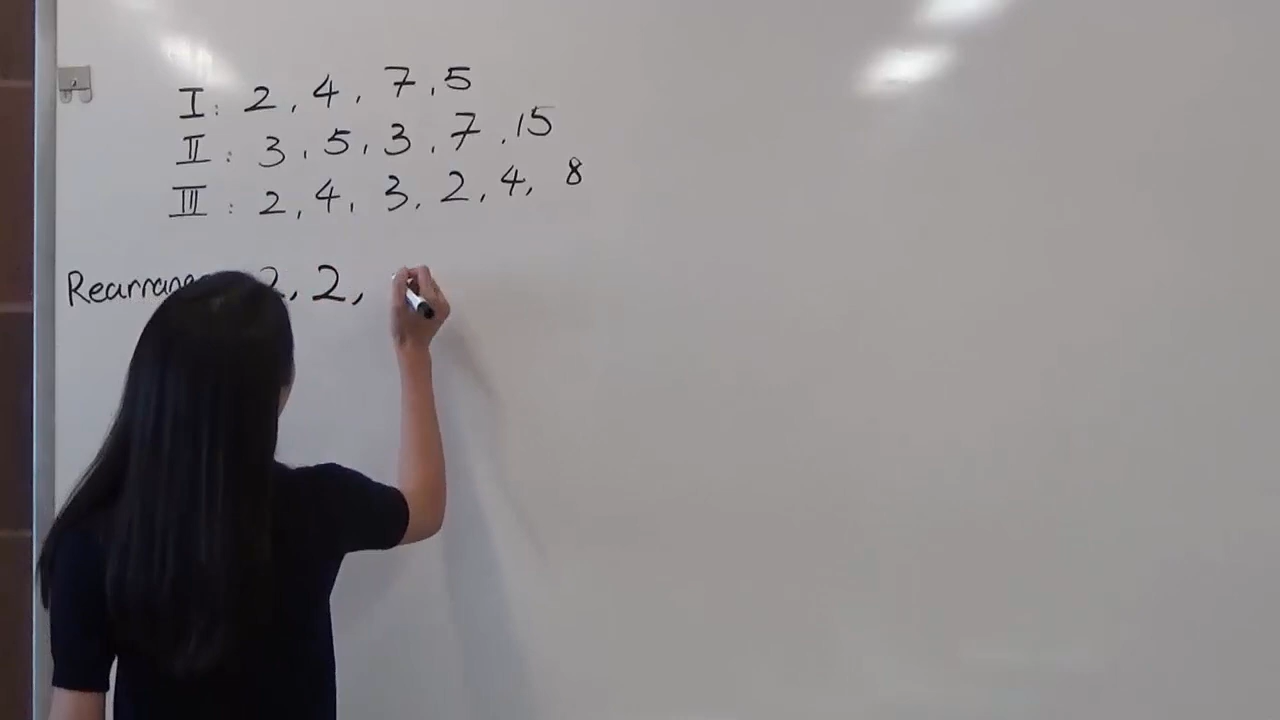 I : 2, 4, 7, 5
II : 3, 5, 3, 7, 15
III : 2, 4, 3, 2, 4, 8
2, 2,